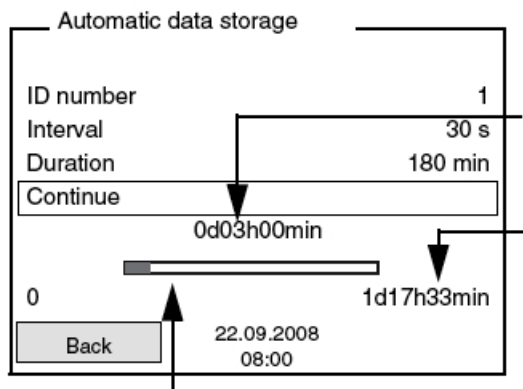 Automatic data storage
ID number 1
Interval 30 s
Duration 180 min
Continue
0d03h00min
0 1d17h33min
Back 22.09.2008
08:00